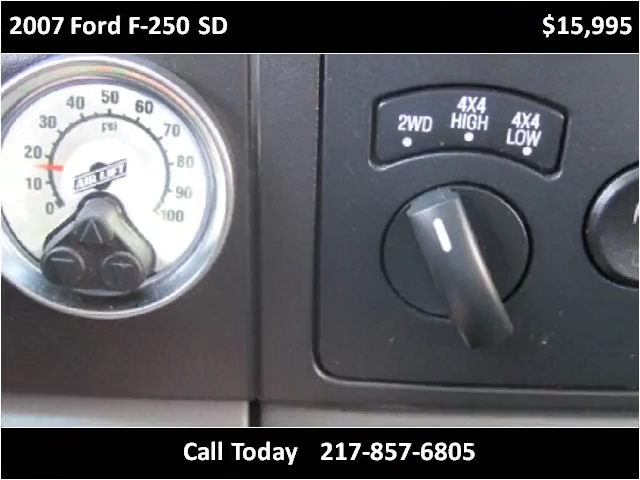 2007 Ford F-250 SD
$15,995
0
10
20
30
40
50
60
70
80
90
100
psi
AIR LIFT
2WD
4X4
HIGH
4X4
LOW
Call Today 217-857-6805